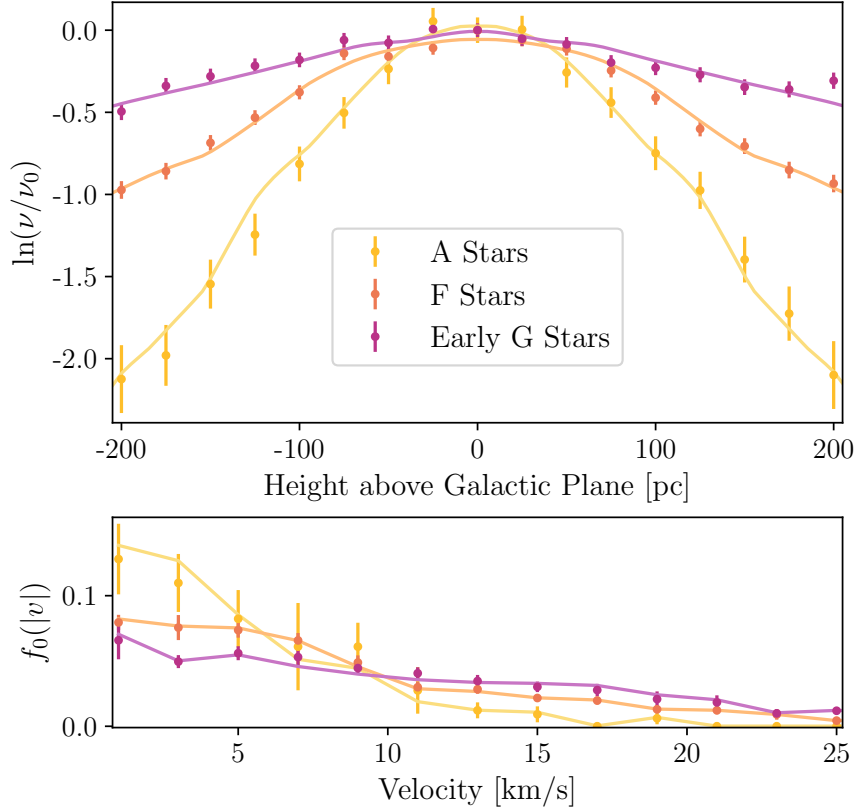 0.0
-0.5
-1.0
-1.5
-2.0
ln(ν/ν₀)
A Stars
F Stars
Early G Stars
-200 -100 0 100 200
Height above Galactic Plane [pc]
0.1
0.0
f₀(|v|)
5 10 15 20 25
Velocity [km/s]